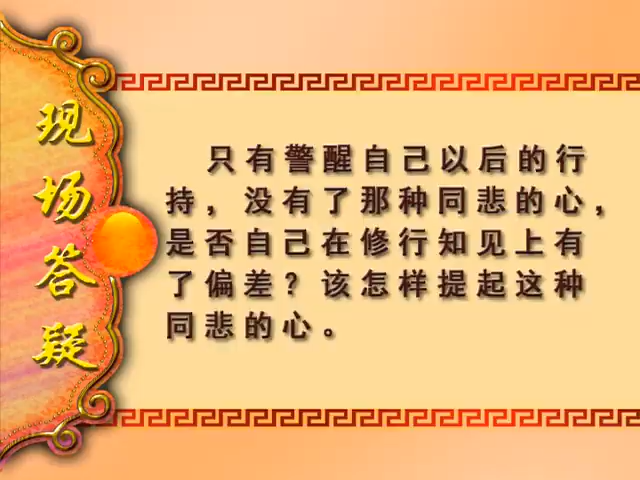 现场答疑
只有警醒自己以后的行
持，没有了那种同悲的心，
是否自己在修行知见上有
了偏差？该怎样提起这种
同悲的心。